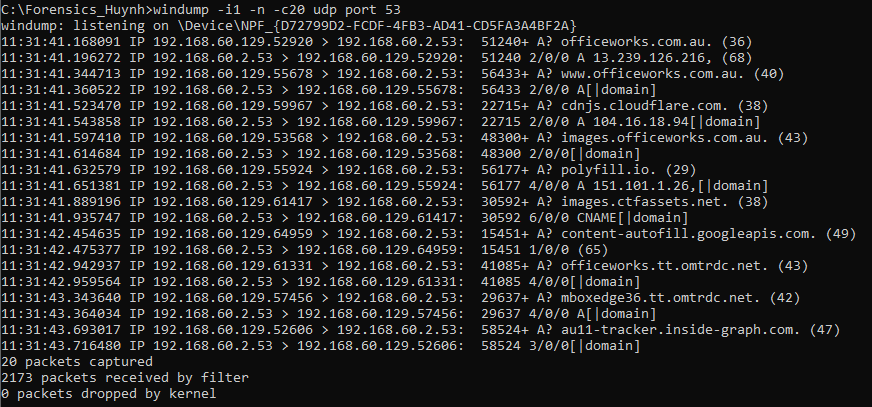 C:\Forensics_Huynh>windump -i1 -n -c20 udp port 53
windump: listening on \Device\NPF_{D72799D2-FCDF-4FB3-AD41-CD5FA3A4BF2A}
11:31:41.168091 IP 192.168.60.129.52920 > 192.168.60.2.53:  51240+ A? officeworks.com.au. (36)
11:31:41.196272 IP 192.168.60.2.53 > 192.168.60.129.52920:  51240 2/0/0 A 13.239.126.216, (68)
11:31:41.344713 IP 192.168.60.129.55678 > 192.168.60.2.53:  56433+ A? www.officeworks.com.au. (40)
11:31:41.360522 IP 192.168.60.2.53 > 192.168.60.129.55678:  56433 2/0/0 A[|domain]
11:31:41.523470 IP 192.168.60.129.59967 > 192.168.60.2.53:  22715+ A? cdnjs.cloudflare.com. (38)
11:31:41.543858 IP 192.168.60.2.53 > 192.168.60.129.59967:  22715 2/0/0 A 104.16.18.94[|domain]
11:31:41.597410 IP 192.168.60.129.53568 > 192.168.60.2.53:  48300+ A? images.officeworks.com.au. (43)
11:31:41.614684 IP 192.168.60.2.53 > 192.168.60.129.53568:  48300 2/0/0[|domain]
11:31:41.632579 IP 192.168.60.129.55924 > 192.168.60.2.53:  56177+ A? polyfill.io. (29)
11:31:41.651381 IP 192.168.60.2.53 > 192.168.60.129.55924:  56177 4/0/0 A 151.101.1.26,[|domain]
11:31:41.889196 IP 192.168.60.129.61417 > 192.168.60.2.53:  30592+ A? images.ctfassets.net. (38)
11:31:41.935747 IP 192.168.60.2.53 > 192.168.60.129.61417:  30592 6/0/0 CNAME[|domain]
11:31:42.454635 IP 192.168.60.129.64959 > 192.168.60.2.53:  15451+ A? content-autofill.googleapis.com. (49)
11:31:42.475377 IP 192.168.60.2.53 > 192.168.60.129.64959:  15451 1/0/0 (65)
11:31:42.942937 IP 192.168.60.129.61331 > 192.168.60.2.53:  41085+ A? officeworks.tt.omtrdc.net. (43)
11:31:42.959564 IP 192.168.60.2.53 > 192.168.60.129.61331:  41085 4/0/0[|domain]
11:31:43.343640 IP 192.168.60.129.57456 > 192.168.60.2.53:  29637+ A? mboxedge36.tt.omtrdc.net. (42)
11:31:43.364034 IP 192.168.60.2.53 > 192.168.60.129.57456:  29637 4/0/0 A[|domain]
11:31:43.693017 IP 192.168.60.129.52606 > 192.168.60.2.53:  58524+ A? au11-tracker.inside-graph.com. (47)
11:31:43.716480 IP 192.168.60.2.53 > 192.168.60.129.52606:  58524 3/0/0[|domain]
20 packets captured
2173 packets received by filter
0 packets dropped by kernel